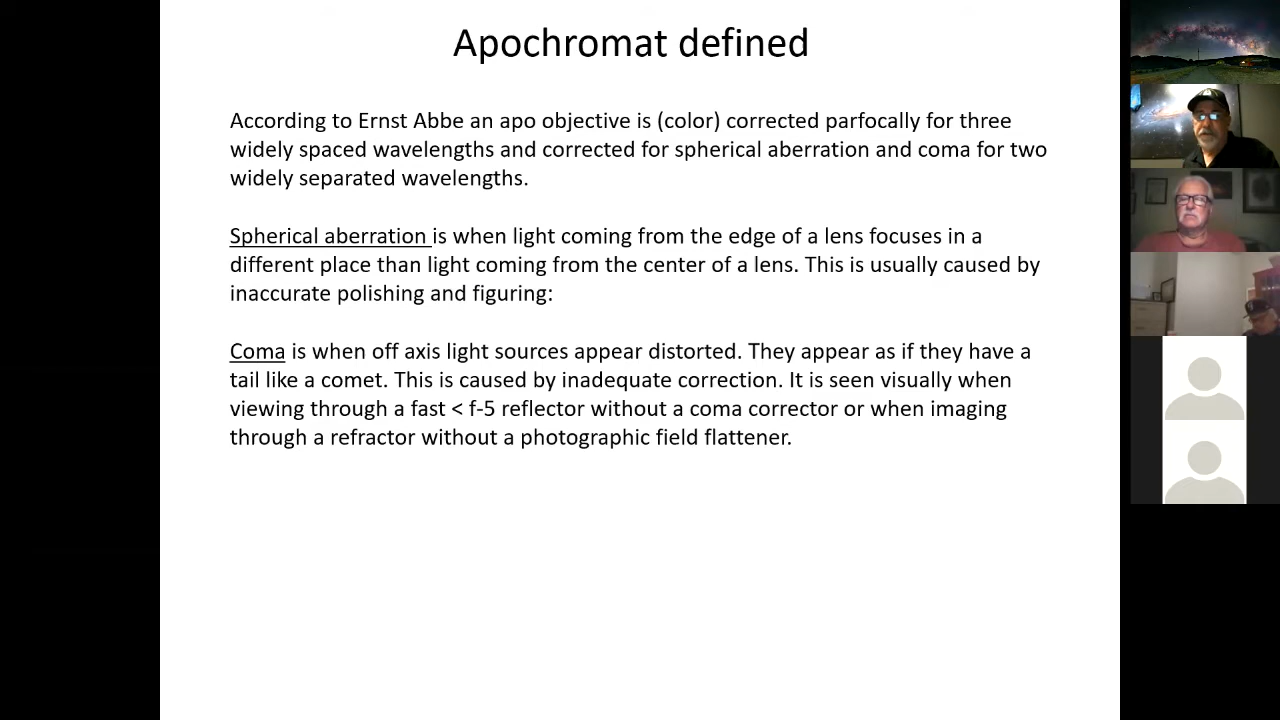 Apochromat defined
According to Ernst Abbe an apo objective is (color) corrected parfocally for three
widely spaced wavelengths and corrected for spherical aberration and coma for two
widely separated wavelengths.
Spherical aberration is when light coming from the edge of a lens focuses in a
different place than light coming from the center of a lens. This is usually caused by
inaccurate polishing and figuring:
Coma is when off axis light sources appear distorted. They appear as if they have a
tail like a comet. This is caused by inadequate correction. It is seen visually when
viewing through a fast < f-5 reflector without a coma corrector or when imaging
through a refractor without a photographic field flattener.